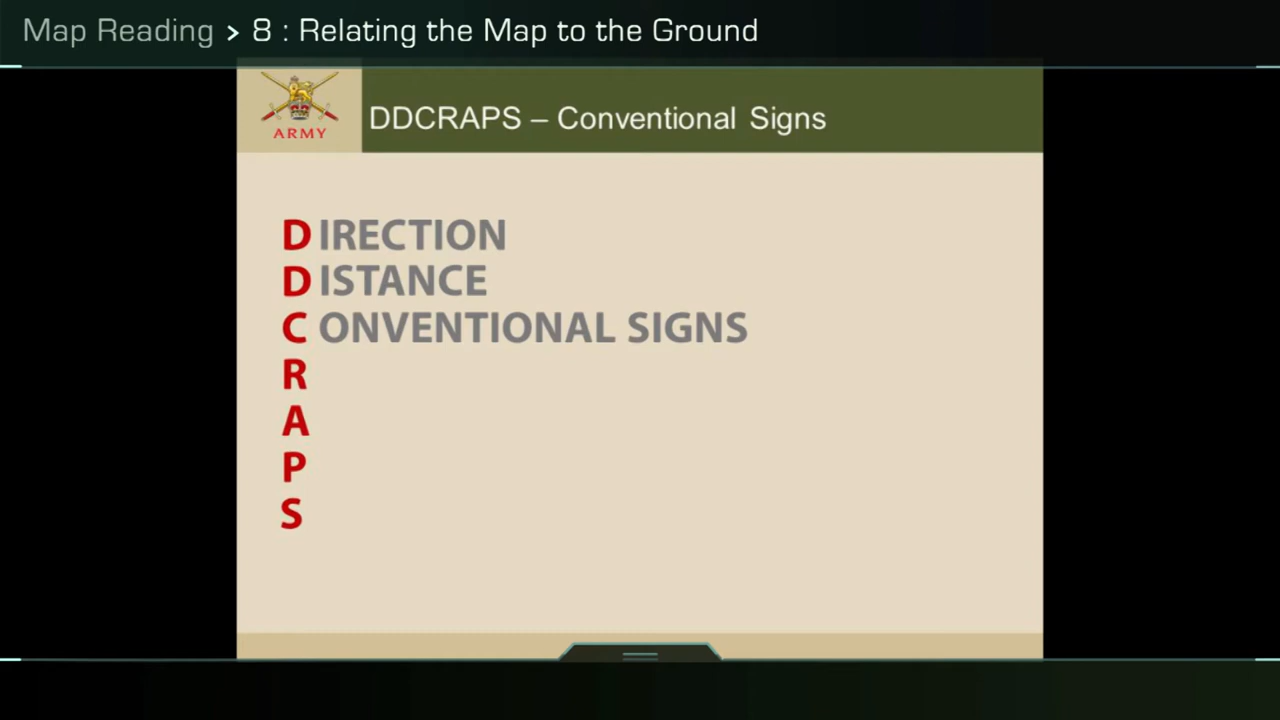 Map Reading > 8 : Relating the Map to the Ground
ARMY
DDCRAPS – Conventional Signs
DIRECTION
DISTANCE
CONVENTIONAL SIGNS
R
A
P
S